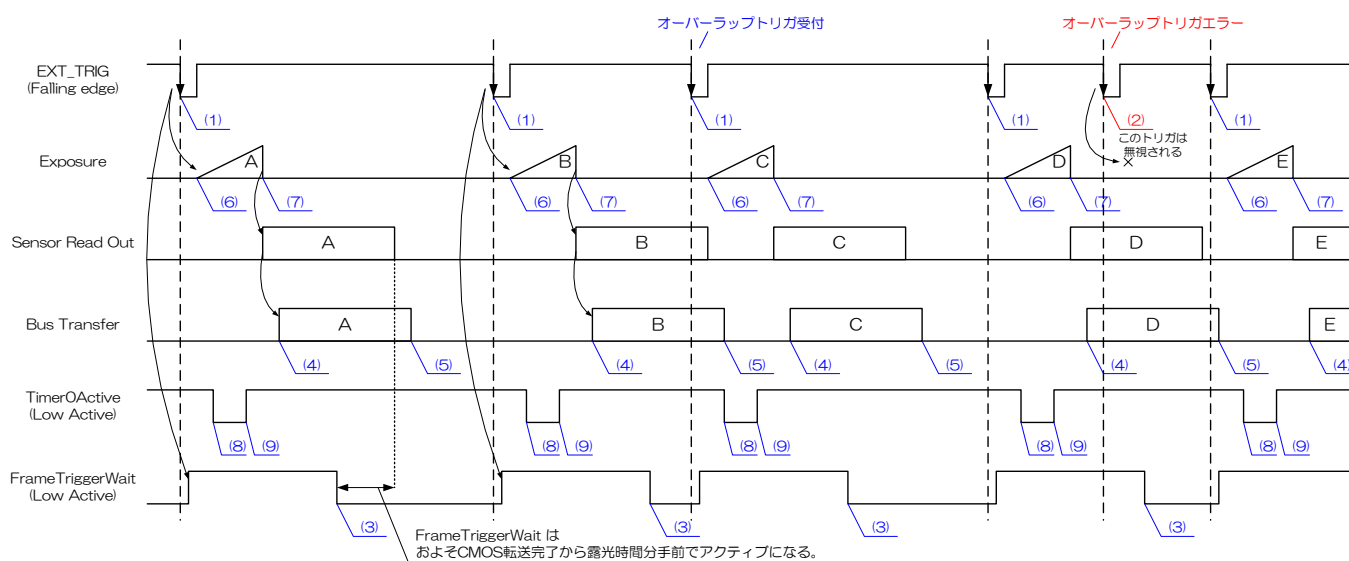 オーバーラップトリガ受付
オーバーラップトリガエラー
EXT_TRIG
(Falling edge)
(1)
(1)
(1)
(1)
(2)
このトリガは
無視される
×
(1)
Exposure
A
B
C
D
E
(6)
(7)
(6)
(7)
(6)
(7)
(6)
(7)
(6)
(7)
Sensor Read Out
A
B
C
D
E
Bus Transfer
A
B
C
D
E
(4)
(5)
(4)
(5)
(4)
(5)
(4)
(5)
(4)
Timer0Active
(Low Active)
(8)
(9)
(8)
(9)
(8)
(9)
(8)
(9)
(8)
(9)
FrameTriggerWait
(Low Active)
(3)
(3)
(3)
(3)
FrameTriggerWait は
およそCMOS転送完了から露光時間分手前でアクティブになる。